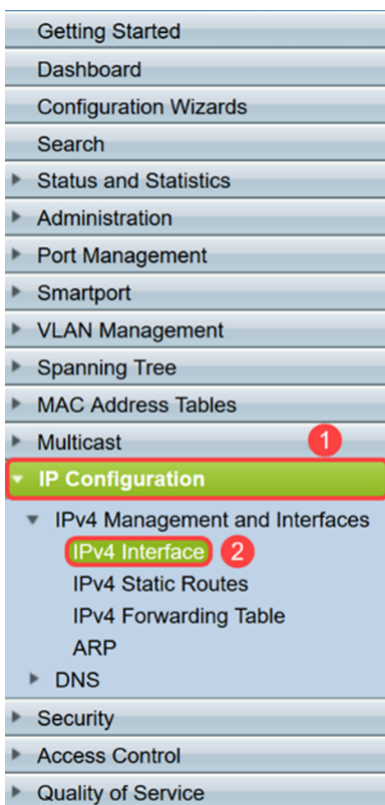 Getting Started
Dashboard
Configuration Wizards
Search
Status and Statistics
Administration
Port Management
Smartport
VLAN Management
Spanning Tree
MAC Address Tables
Multicast 1
IP Configuration
IPv4 Management and Interfaces
IPv4 Interface 2
IPv4 Static Routes
IPv4 Forwarding Table
ARP
DNS
Security
Access Control
Quality of Service